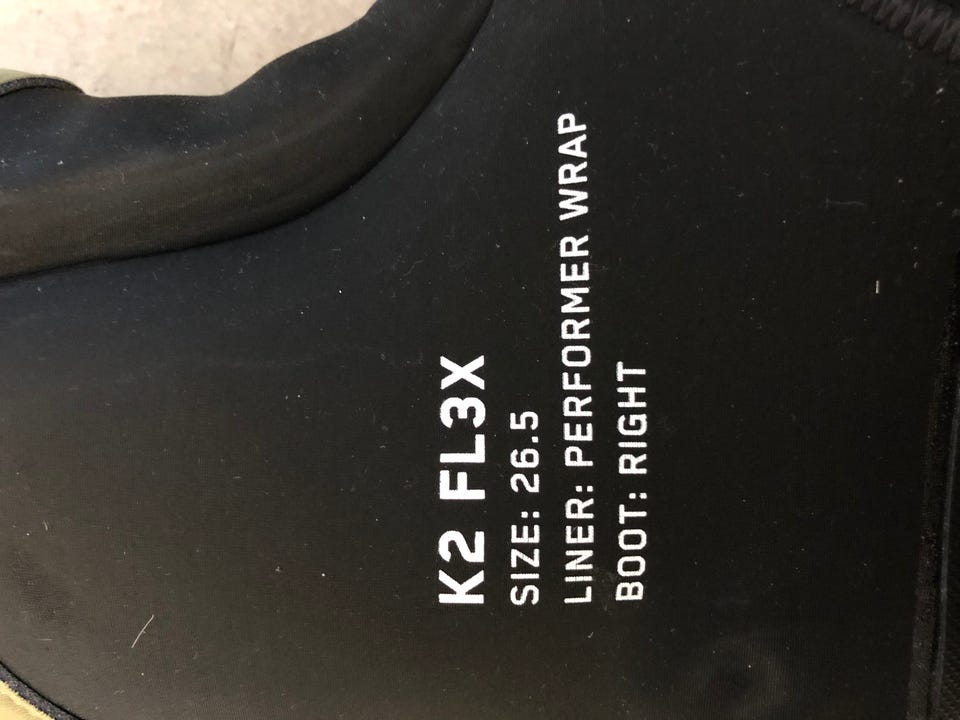 K2 FL3X
SIZE: 26.5
LINER: PERFORMER WRAP
BOOT: RIGHT